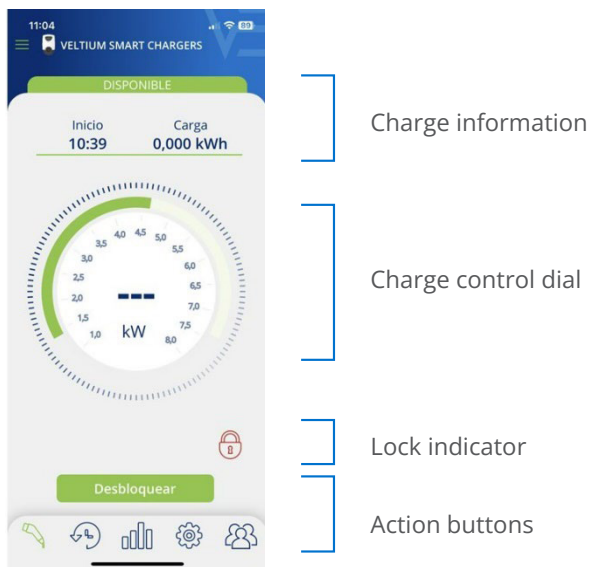 11:04 89
VELTIUM SMART CHARGERS
DISPONIBLE
Inicio Carga
10:39 0,000 kWh
1,0
1,5
2,0
2,5
3,0
3,5
4,0
4,5
5,0
5,5
6,0
6,5
7,0
7,5
8,0
---
kW
Desbloquear
Charge information
Charge control dial
Lock indicator
Action buttons